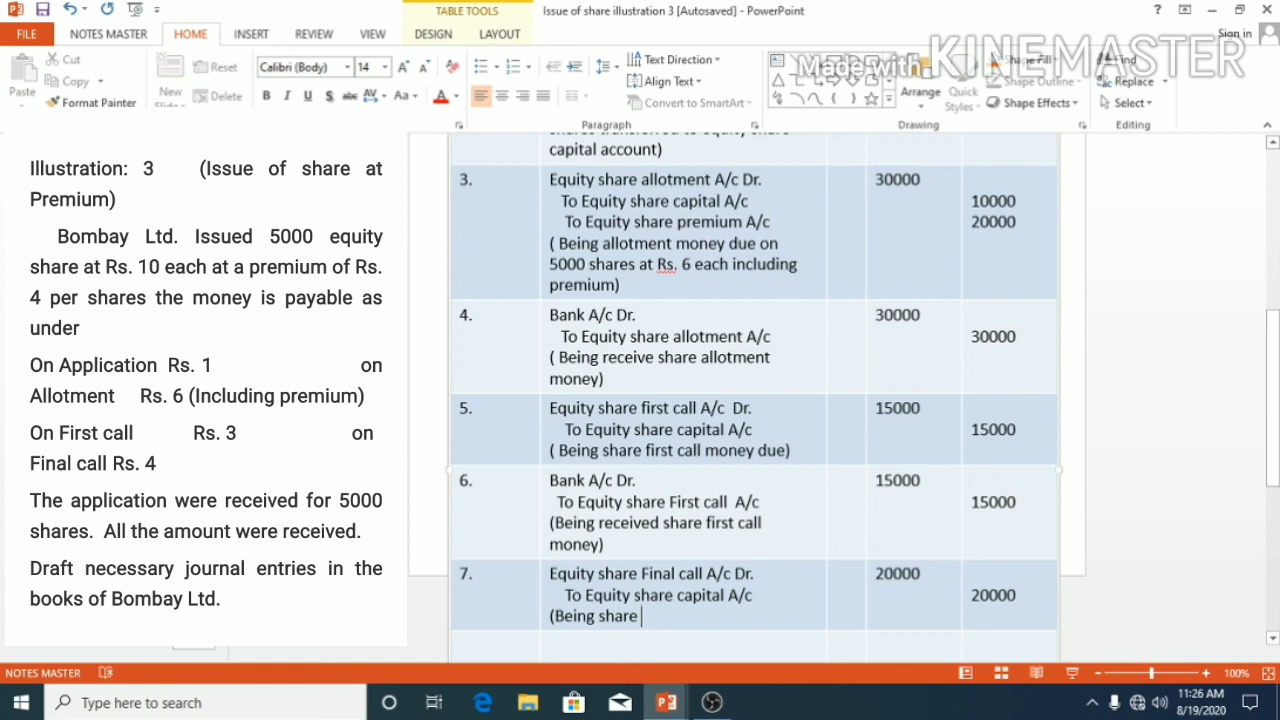 TABLE TOOLS
Issue of share illustration 3 [Autosaved] - PowerPoint
?
Sign in
FILE
NOTES MASTER
HOME
INSERT
REVIEW
VIEW
DESIGN
LAYOUT
Made with KINEMASTER
Paste
Cut
Copy
Format Painter
New
Reset
Delete
Calibri (Body)
14
Text Direction
Align Text
Convert to SmartArt
Paragraph
Arrange
Quick
Styles
Shape Fill
Shape Outline
Shape Effects
Drawing
Find
Replace
Select
Editing
Illustration: 3 (Issue of share at
Premium)
Bombay Ltd. Issued 5000 equity
share at Rs. 10 each at a premium of Rs.
4 per shares the money is payable as
under
On Application Rs. 1 on
Allotment Rs. 6 (Including premium)
On First call Rs. 3 on
Final call Rs. 4
The application were received for 5000
shares. All the amount were received.
Draft necessary journal entries in the
books of Bombay Ltd.
shares transferred to equity share
capital account)
3. Equity share allotment A/c Dr. 30000
To Equity share capital A/c 10000
To Equity share premium A/c 20000
( Being allotment money due on
5000 shares at Rs. 6 each including
premium)
4. Bank A/c Dr. 30000
To Equity share allotment A/c 30000
( Being receive share allotment
money)
5. Equity share first call A/c Dr. 15000
To Equity share capital A/c 15000
( Being share first call money due)
6. Bank A/c Dr. 15000
To Equity share First call A/c 15000
(Being received share first call
money)
7. Equity share Final call A/c Dr. 20000
To Equity share capital A/c 20000
(Being share
NOTES MASTER
100%
Type here to search
11:26 AM
8/19/2020